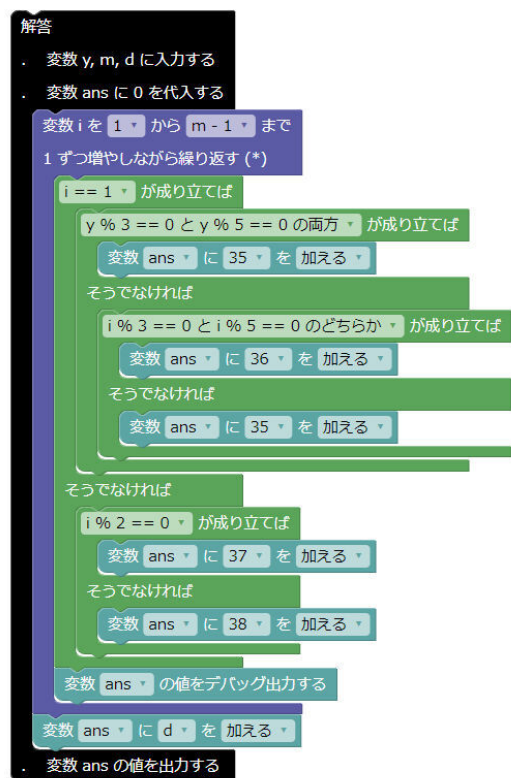 解答
. 変数 y, m, d に入力する
. 変数 ans に 0 を代入する
変数 i を 1 から m - 1 まで
1 ずつ増やしながら繰り返す (*)
i == 1 が成り立てば
y % 3 == 0 と y % 5 == 0 の両方 が成り立てば
変数 ans に 35 を 加える
そうでなければ
i % 3 == 0 と i % 5 == 0 のどちらか が成り立てば
変数 ans に 36 を 加える
そうでなければ
変数 ans に 35 を 加える
そうでなければ
i % 2 == 0 が成り立てば
変数 ans に 37 を 加える
そうでなければ
変数 ans に 38 を 加える
変数 ans の値をデバッグ出力する
変数 ans に d を 加える
. 変数 ans の値を出力する